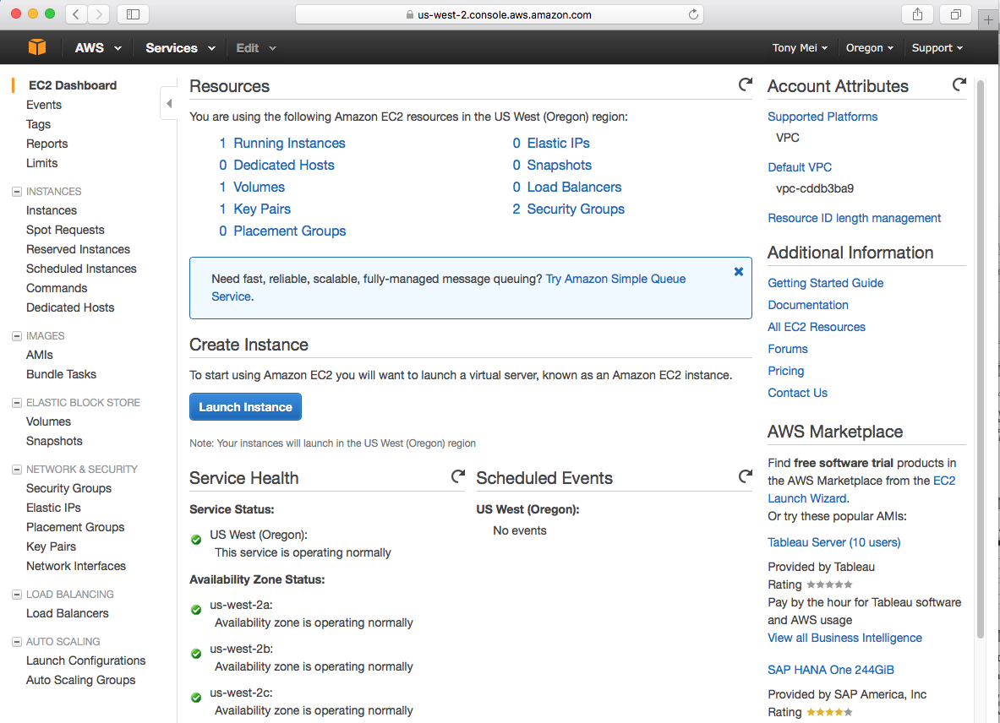 us-west-2.console.aws.amazon.com
AWS Services Edit Tony Mei Oregon Support
EC2 Dashboard
Events
Tags
Reports
Limits
INSTANCES
Instances
Spot Requests
Reserved Instances
Scheduled Instances
Commands
Dedicated Hosts
IMAGES
AMIs
Bundle Tasks
ELASTIC BLOCK STORE
Volumes
Snapshots
NETWORK & SECURITY
Security Groups
Elastic IPs
Placement Groups
Key Pairs
Network Interfaces
LOAD BALANCING
Load Balancers
AUTO SCALING
Launch Configurations
Auto Scaling Groups
Resources
You are using the following Amazon EC2 resources in the US West (Oregon) region:
1 Running Instances
0 Dedicated Hosts
1 Volumes
1 Key Pairs
0 Placement Groups
0 Elastic IPs
0 Snapshots
0 Load Balancers
2 Security Groups
Need fast, reliable, scalable, fully-managed message queuing? Try Amazon Simple Queue
Service.
Create Instance
To start using Amazon EC2 you will want to launch a virtual server, known as an Amazon EC2 instance.
Launch Instance
Note: Your instances will launch in the US West (Oregon) region
Service Health
Service Status:
US West (Oregon):
This service is operating normally
Availability Zone Status:
us-west-2a:
Availability zone is operating normally
us-west-2b:
Availability zone is operating normally
us-west-2c:
Availability zone is operating normally
Scheduled Events
US West (Oregon):
No events
Account Attributes
Supported Platforms
VPC
Default VPC
vpc-cddb3ba9
Resource ID length management
Additional Information
Getting Started Guide
Documentation
All EC2 Resources
Forums
Pricing
Contact Us
AWS Marketplace
Find free software trial products in
the AWS Marketplace from the EC2
Launch Wizard.
Or try these popular AMIs:
Tableau Server (10 users)
Provided by Tableau
Rating
Pay by the hour for Tableau software
and AWS usage
View all Business Intelligence
SAP HANA One 244GiB
Provided by SAP America, Inc
Rating